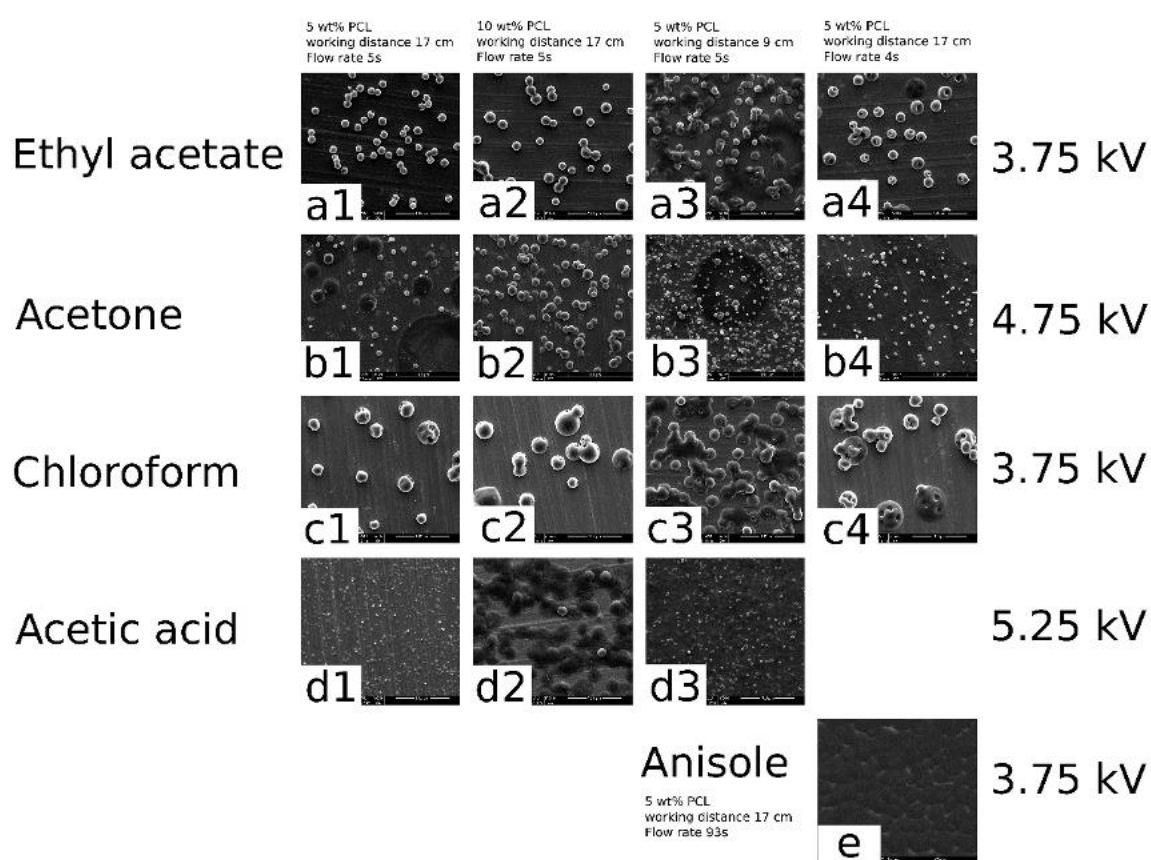 5 wt% PCL
working distance 17 cm
Flow rate 5s
10 wt% PCL
working distance 17 cm
Flow rate 5s
5 wt% PCL
working distance 9 cm
Flow rate 5s
5 wt% PCL
working distance 17 cm
Flow rate 4s
Ethyl acetate
a1
a2
a3
a4
3.75 kV
Acetone
b1
b2
b3
b4
4.75 kV
Chloroform
c1
c2
c3
c4
3.75 kV
Acetic acid
d1
d2
d3
5.25 kV
Anisole
5 wt% PCL
working distance 17 cm
Flow rate 93s
e
3.75 kV